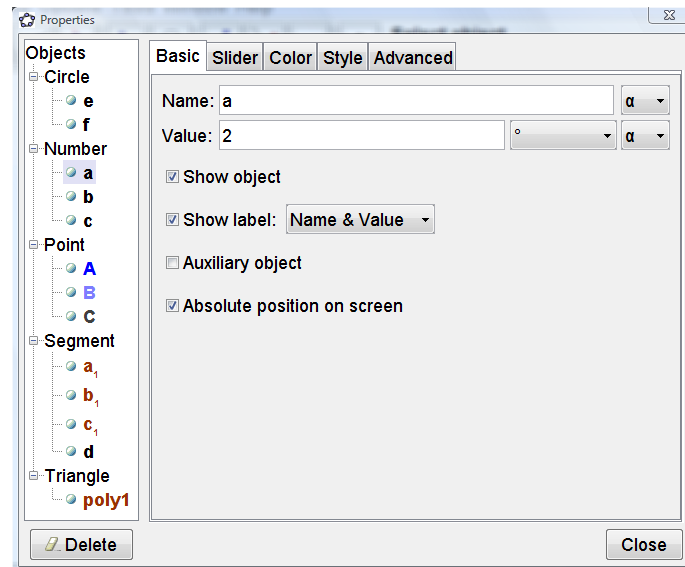 Properties
Objects
Circle
e
f
Number
a
b
c
Point
A
B
C
Segment
a1
b1
c1
d
Triangle
poly1
Basic Slider Color Style Advanced
Name: a α
Value: 2 ° α
Show object
Show label: Name & Value
Auxiliary object
Absolute position on screen
Delete
Close